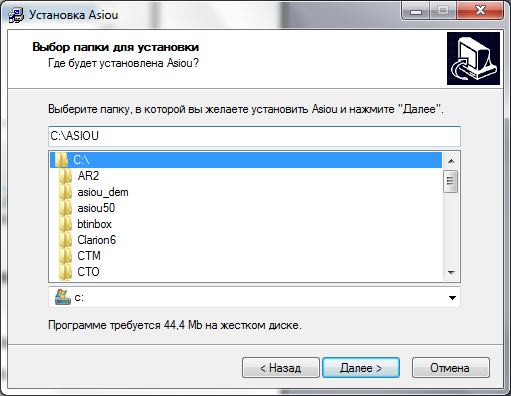 Установка Asiou
Выбор папки для установки
Где будет установлена Asiou?
Выберите папку, в которой вы желаете установить Asiou и нажмите "Далее".
C:\ASIOU
C:\
AR2
asiou_dem
asiou50
btinbox
Clarion6
CTM
CTO
c:
Программе требуется 44,4 Mb на жестком диске.
< Назад
Далее >
Отмена